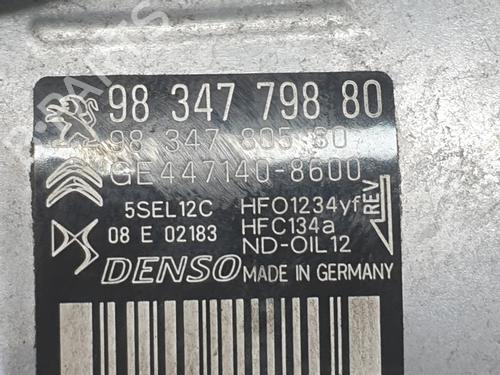 98 347 798 80
98 347 805 80
GE447140-8600
5SEL12C HFO1234yf
08 E 02183 HFC134a
ND-OIL12
REV
DENSO MADE IN GERMANY